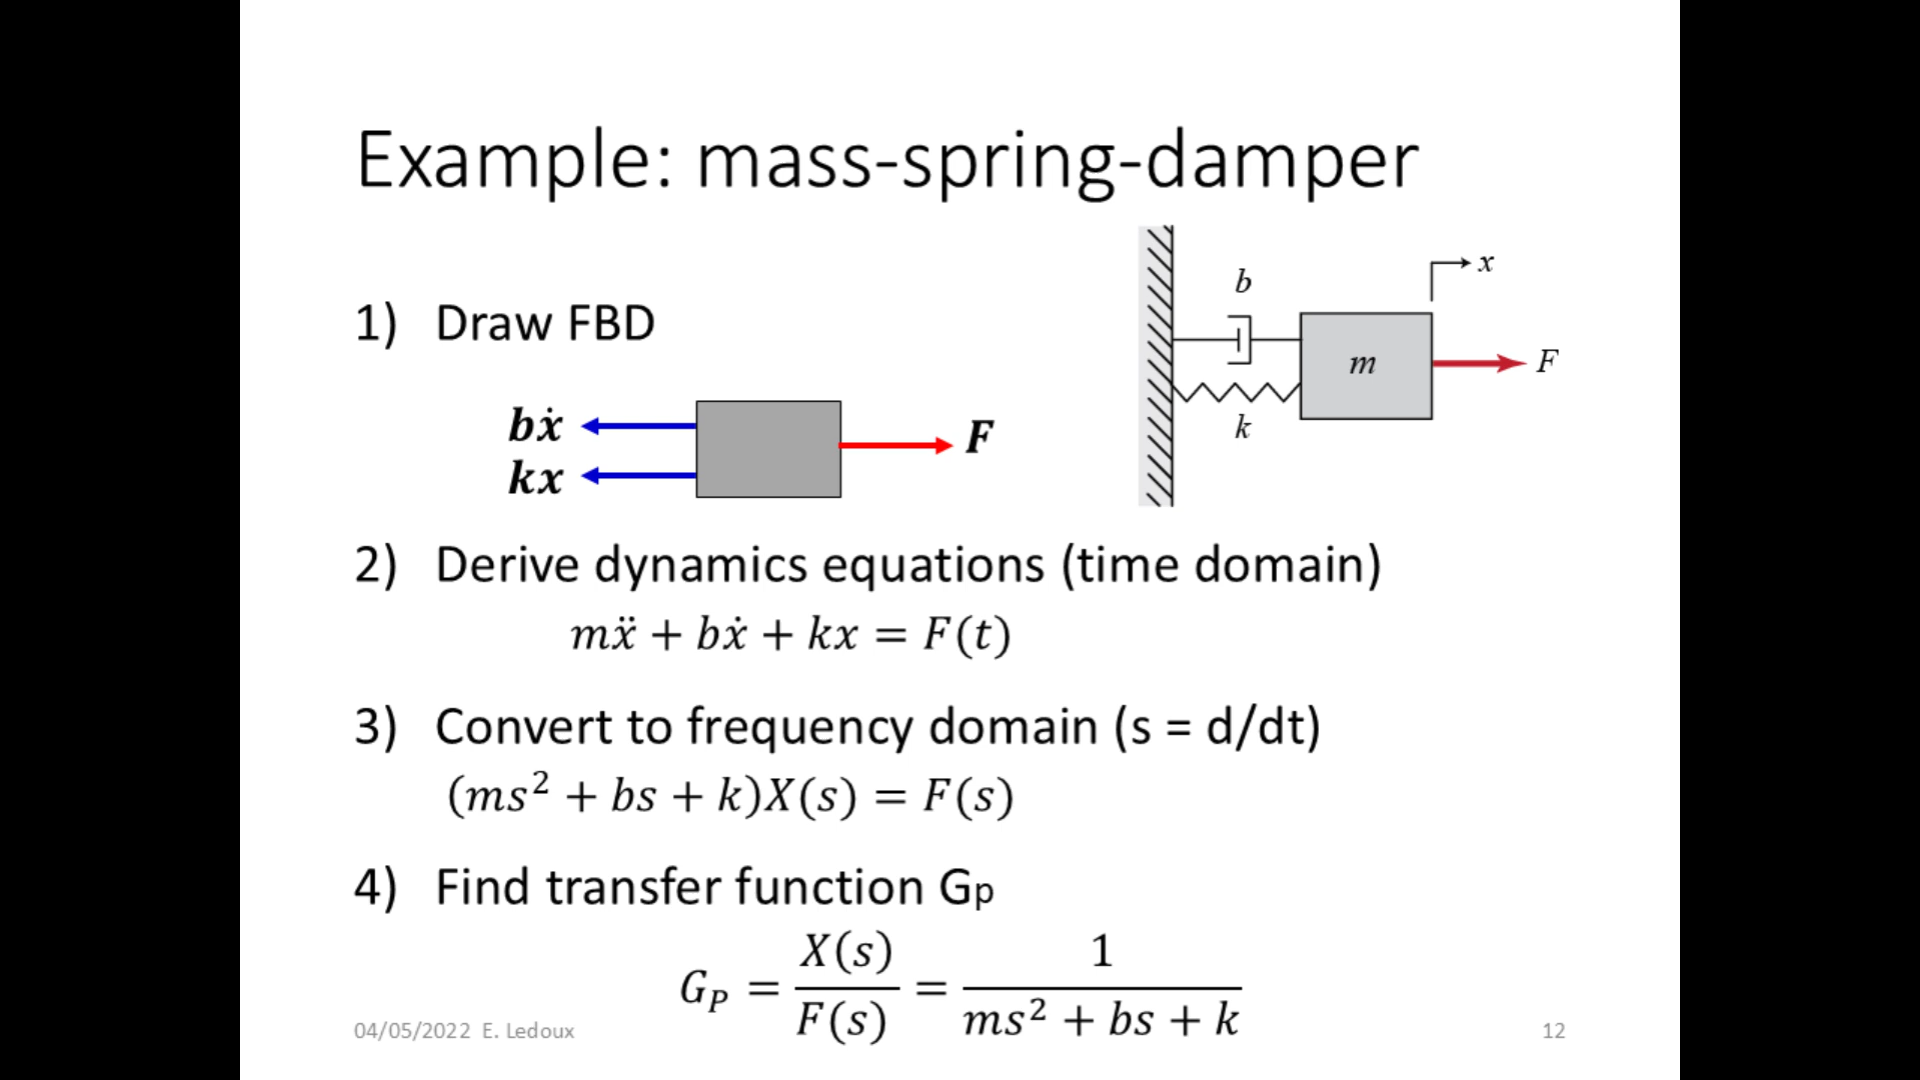 Example: mass-spring-damper
1) Draw FBD
bẋ
kx
F
b
k
m
x
F
2) Derive dynamics equations (time domain)
mẍ + bẋ + kx = F(t)
3) Convert to frequency domain (s = d/dt)
(ms² + bs + k)X(s) = F(s)
4) Find transfer function Gp
G_P = X(s)/F(s) = 1/(ms² + bs + k)
04/05/2022 E. Ledoux
12